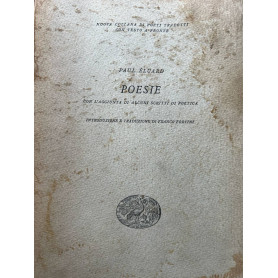 NUOVA COLLANA DI POETI TRADOTTI
CON TESTO A FRONTE
PAUL ELUARD
POESIE
CON L'AGGIUNTA DI ALCUNI SCRITTI DI POETICA
INTRODUZIONE E TRADUZIONE DI FRANCO FORTINI